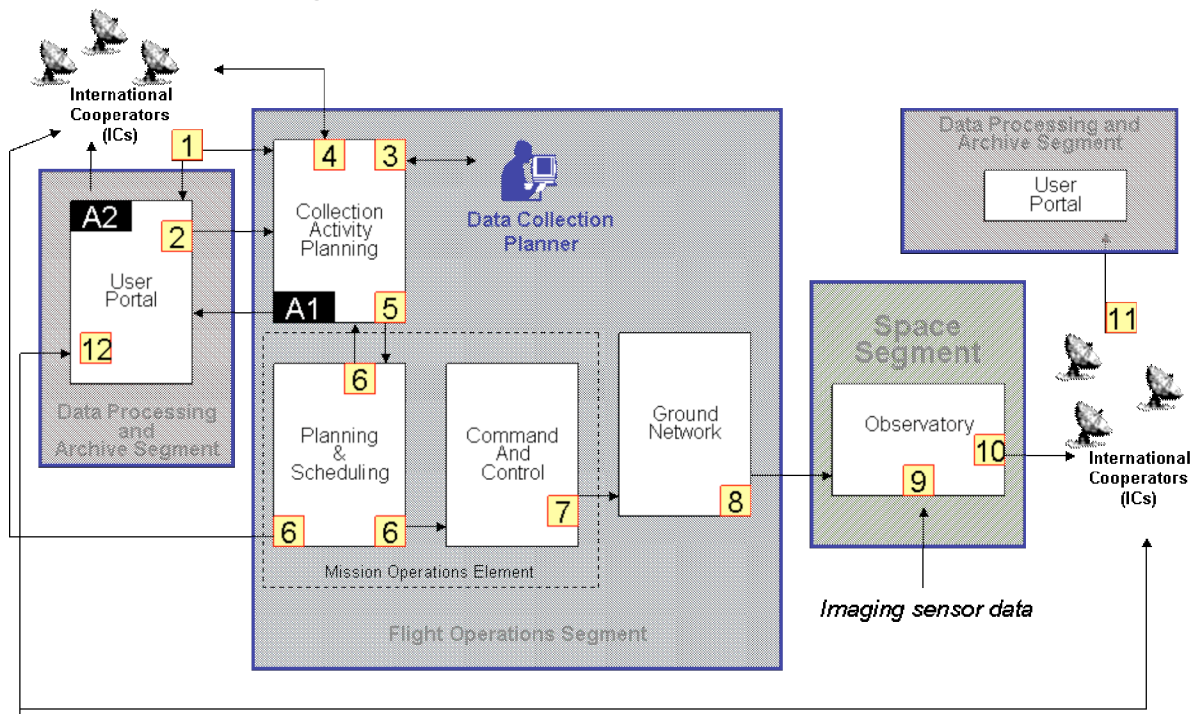 International
Cooperators
(ICs)
1
4
3
Collection
Activity
Planning
Data Collection
Planner
Data Processing and
Archive Segment
User
Portal
A2
2
User
Portal
12
Data Processing
and
Archive Segment
A1
5
6
Planning
&
Scheduling
6
6
Command
And
Control
7
Mission Operations Element
Ground
Network
8
Flight Operations Segment
Space
Segment
Observatory
9
10
Imaging sensor data
11
International
Cooperators
(ICs)